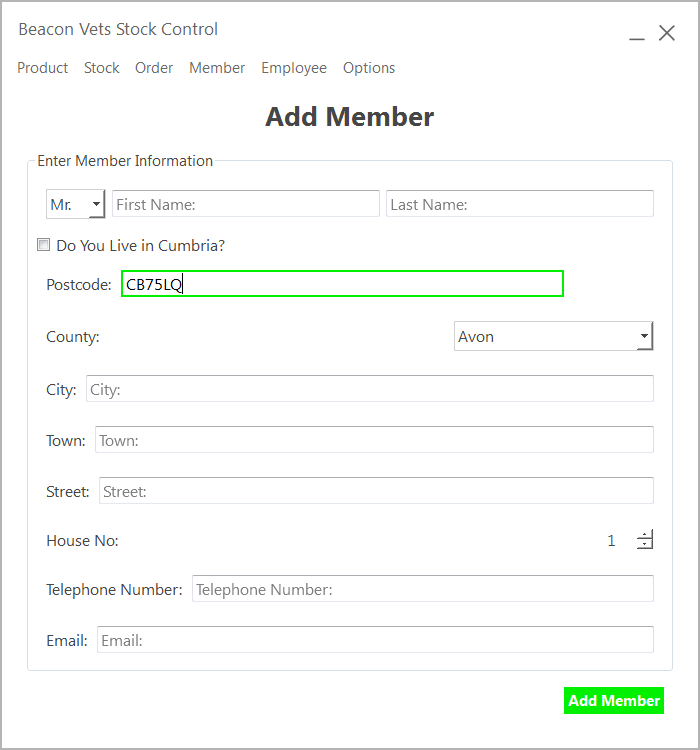 Beacon Vets Stock Control
Product Stock Order Member Employee Options
Add Member
Enter Member Information
Mr. First Name: Last Name:
Do You Live in Cumbria?
Postcode: CB75LQ
County: Avon
City: City:
Town: Town:
Street: Street:
House No: 1
Telephone Number: Telephone Number:
Email: Email:
Add Member